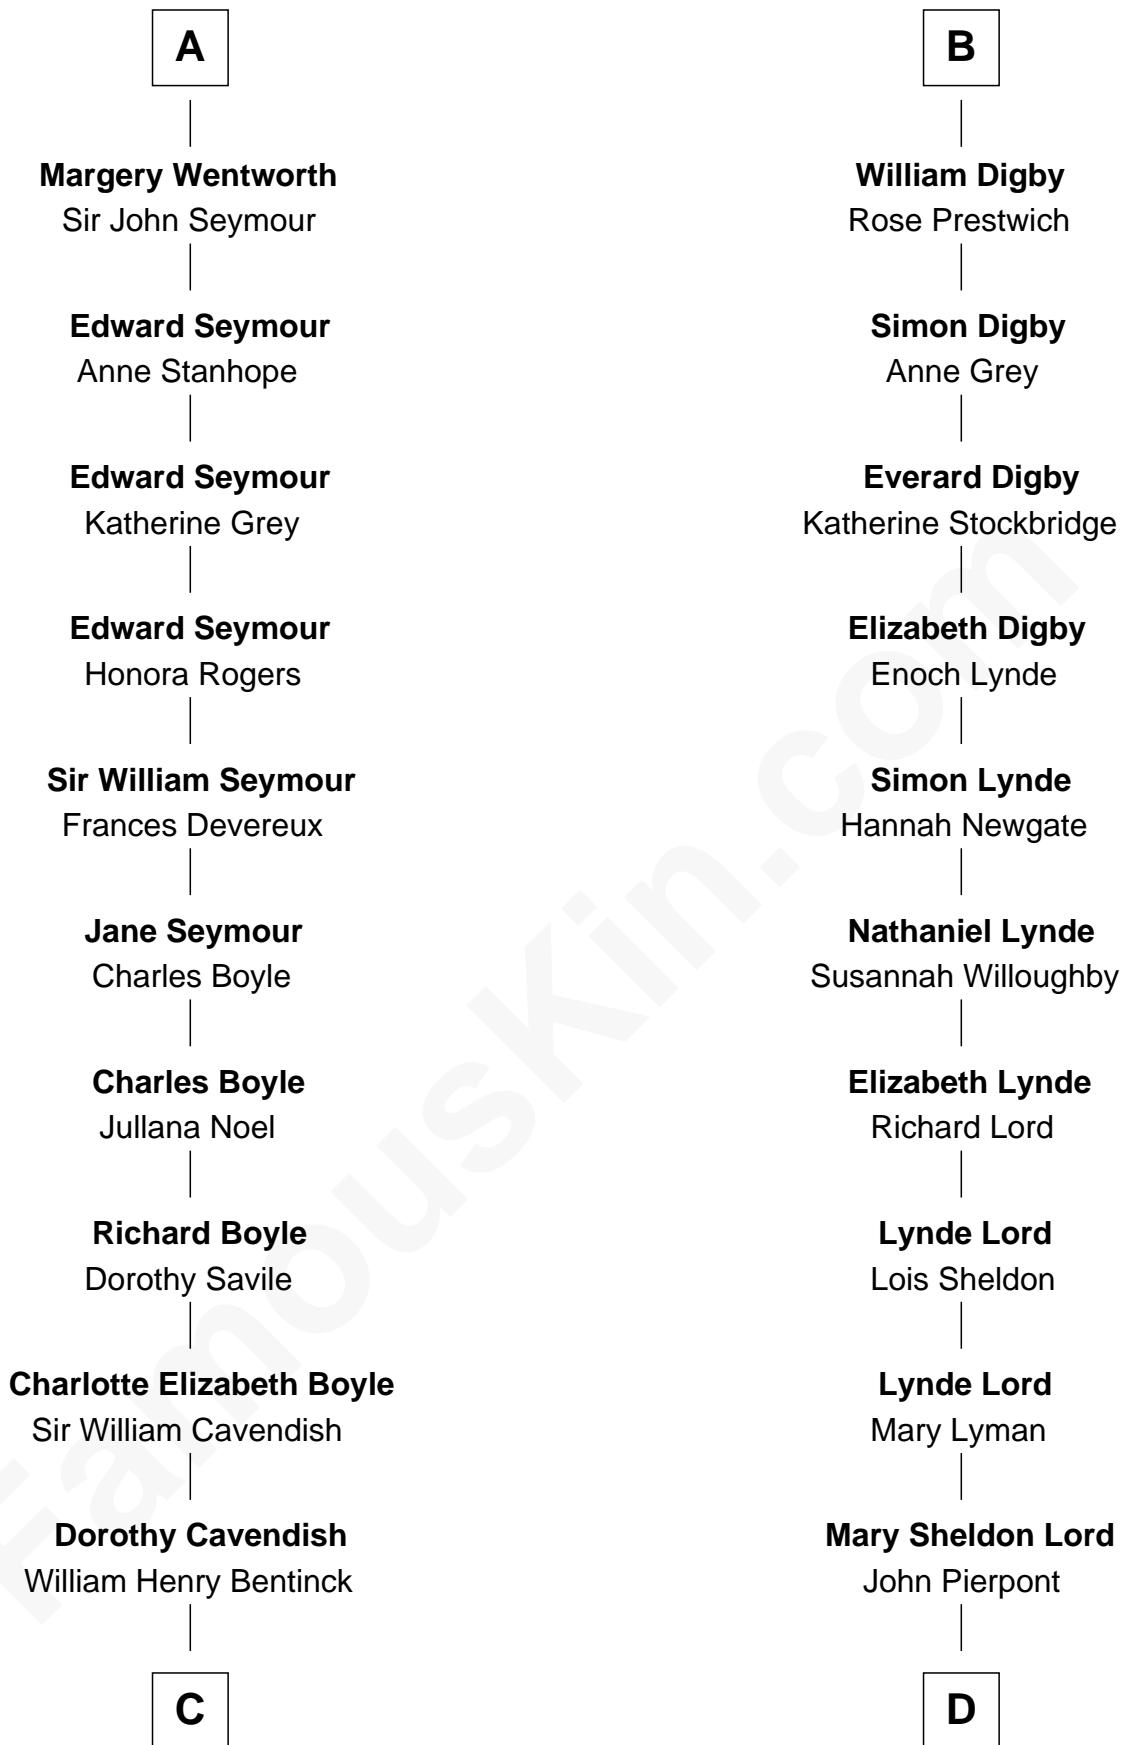 A
Margery Wentworth
Sir John Seymour
Edward Seymour
Anne Stanhope
Edward Seymour
Katherine Grey
Edward Seymour
Honora Rogers
Sir William Seymour
Frances Devereux
Jane Seymour
Charles Boyle
Charles Boyle
Jullana Noel
Richard Boyle
Dorothy Savile
Charlotte Elizabeth Boyle
Sir William Cavendish
Dorothy Cavendish
William Henry Bentinck
C
B
William Digby
Rose Prestwich
Simon Digby
Anne Grey
Everard Digby
Katherine Stockbridge
Elizabeth Digby
Enoch Lynde
Simon Lynde
Hannah Newgate
Nathaniel Lynde
Susannah Willoughby
Elizabeth Lynde
Richard Lord
Lynde Lord
Lois Sheldon
Lynde Lord
Mary Lyman
Mary Sheldon Lord
John Pierpont
D
FamousKin.com